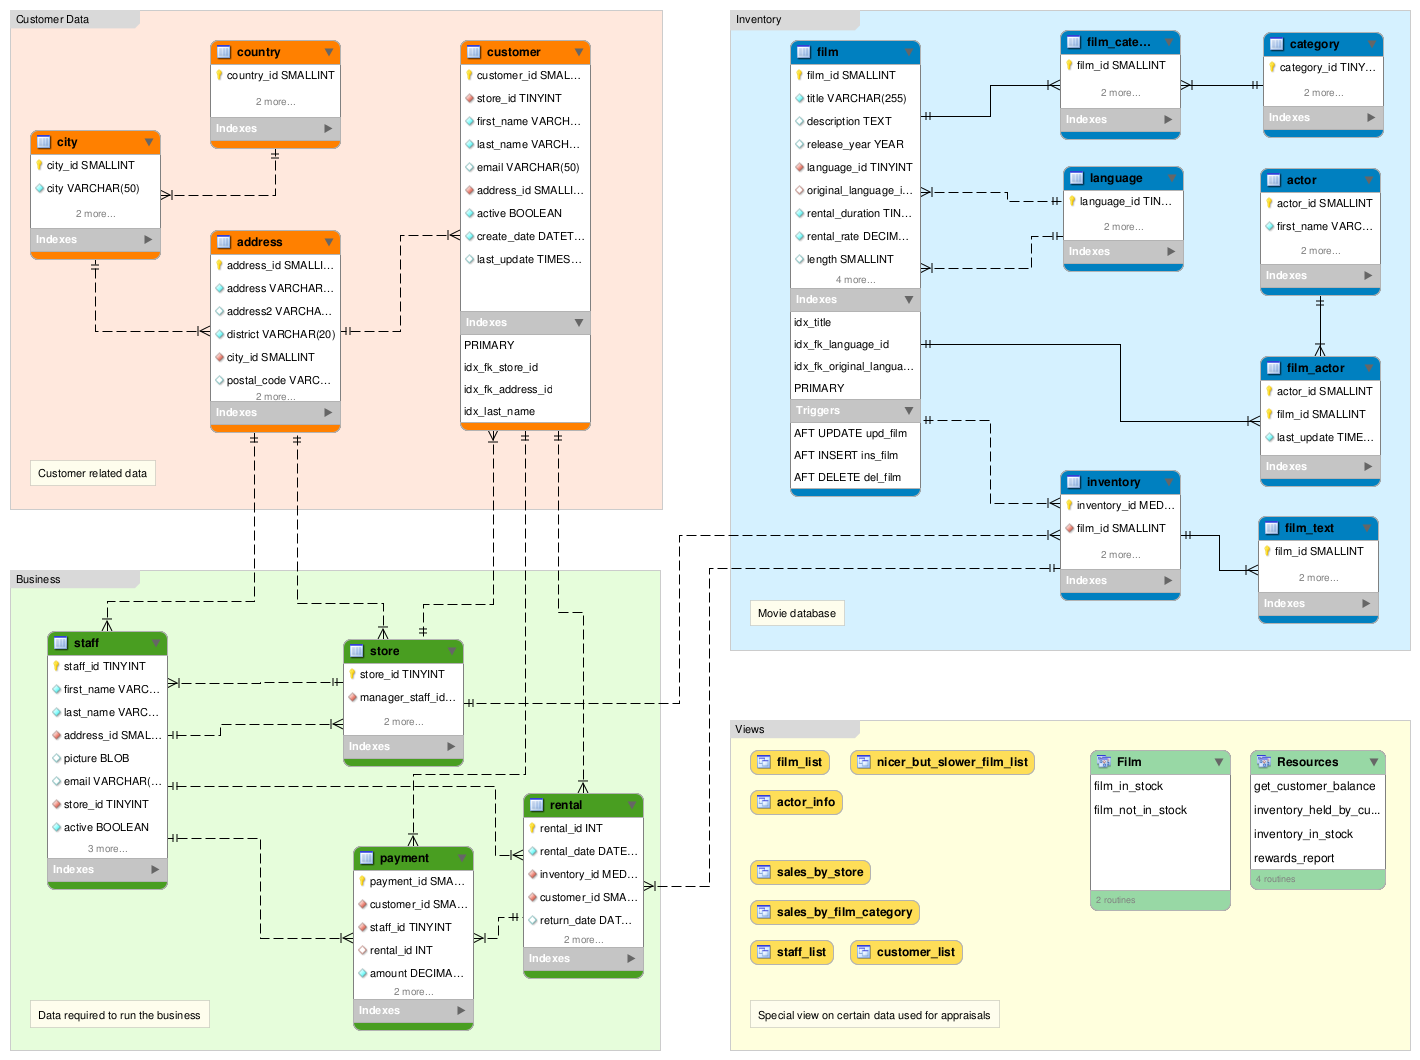 Customer Data
country
country_id SMALLINT
2 more...
Indexes
city
city_id SMALLINT
city VARCHAR(50)
2 more...
Indexes
address
address_id SMALLI...
address VARCHAR...
address2 VARCHA...
district VARCHAR(20)
city_id SMALLINT
postal_code VARC...
2 more...
Indexes
customer
customer_id SMAL...
store_id TINYINT
first_name VARCH...
last_name VARCH...
email VARCHAR(50)
address_id SMALLI...
active BOOLEAN
create_date DATET...
last_update TIMES...
Indexes
PRIMARY
idx_fk_store_id
idx_fk_address_id
idx_last_name
Customer related data
Inventory
film
film_id SMALLINT
title VARCHAR(255)
description TEXT
release_year YEAR
language_id TINYINT
original_language_i...
rental_duration TIN...
rental_rate DECIM...
length SMALLINT
4 more...
Indexes
idx_title
idx_fk_language_id
idx_fk_original_langua...
PRIMARY
Triggers
AFT UPDATE upd_film
AFT INSERT ins_film
AFT DELETE del_film
film_cate...
film_id SMALLINT
2 more...
Indexes
category
category_id TINY...
2 more...
Indexes
language
language_id TIN...
2 more...
Indexes
actor
actor_id SMALLINT
first_name VARC...
2 more...
Indexes
film_actor
actor_id SMALLINT
film_id SMALLINT
last_update TIME...
Indexes
inventory
inventory_id MED...
film_id SMALLINT
2 more...
Indexes
film_text
film_id SMALLINT
2 more...
Indexes
Movie database
Business
staff
staff_id TINYINT
first_name VARC...
last_name VARC...
address_id SMAL...
picture BLOB
email VARCHAR(...
store_id TINYINT
active BOOLEAN
3 more...
Indexes
store
store_id TINYINT
manager_staff_id...
2 more...
Indexes
payment
payment_id SMA...
customer_id SMA...
staff_id TINYINT
rental_id INT
amount DECIMA...
2 more...
Indexes
rental
rental_id INT
rental_date DATE...
inventory_id MED...
customer_id SMA...
return_date DAT...
2 more...
Indexes
Data required to run the business
Views
film_list
nicer_but_slower_film_list
actor_info
sales_by_store
sales_by_film_category
staff_list
customer_list
Film
film_in_stock
film_not_in_stock
2 routines
Resources
get_customer_balance
inventory_held_by_cu...
inventory_in_stock
rewards_report
4 routines
Special view on certain data used for appraisals